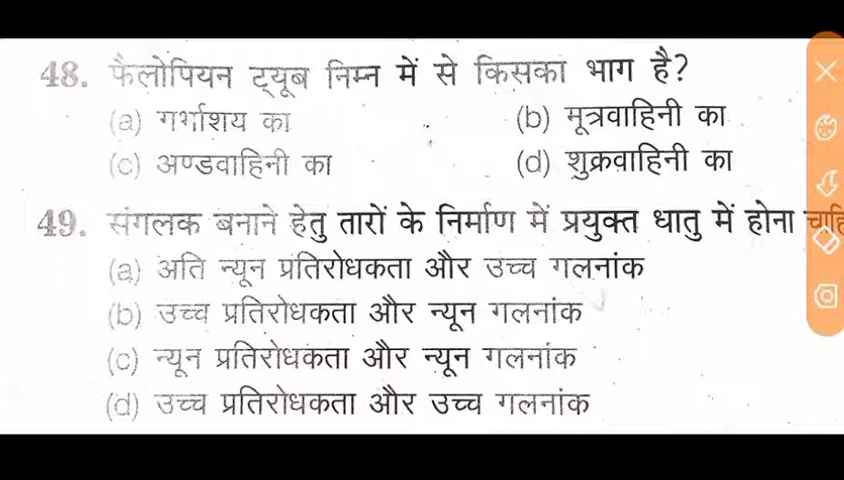 48. फैलोपियन ट्यूब निम्न में से किसका भाग है?
(a) गर्भाशय का (b) मूत्रवाहिनी का
(c) अण्डवाहिनी का (d) शुक्रवाहिनी का
49. संगलक बनाने हेतु तारों के निर्माण में प्रयुक्त धातु में होना
(a) अति न्यून प्रतिरोधकता और उच्च गलनांक
(b) उच्च प्रतिरोधकता और न्यून गलनांक
(c) न्यून प्रतिरोधकता और न्यून गलनांक
(d) उच्च प्रतिरोधकता और उच्च गलनांक